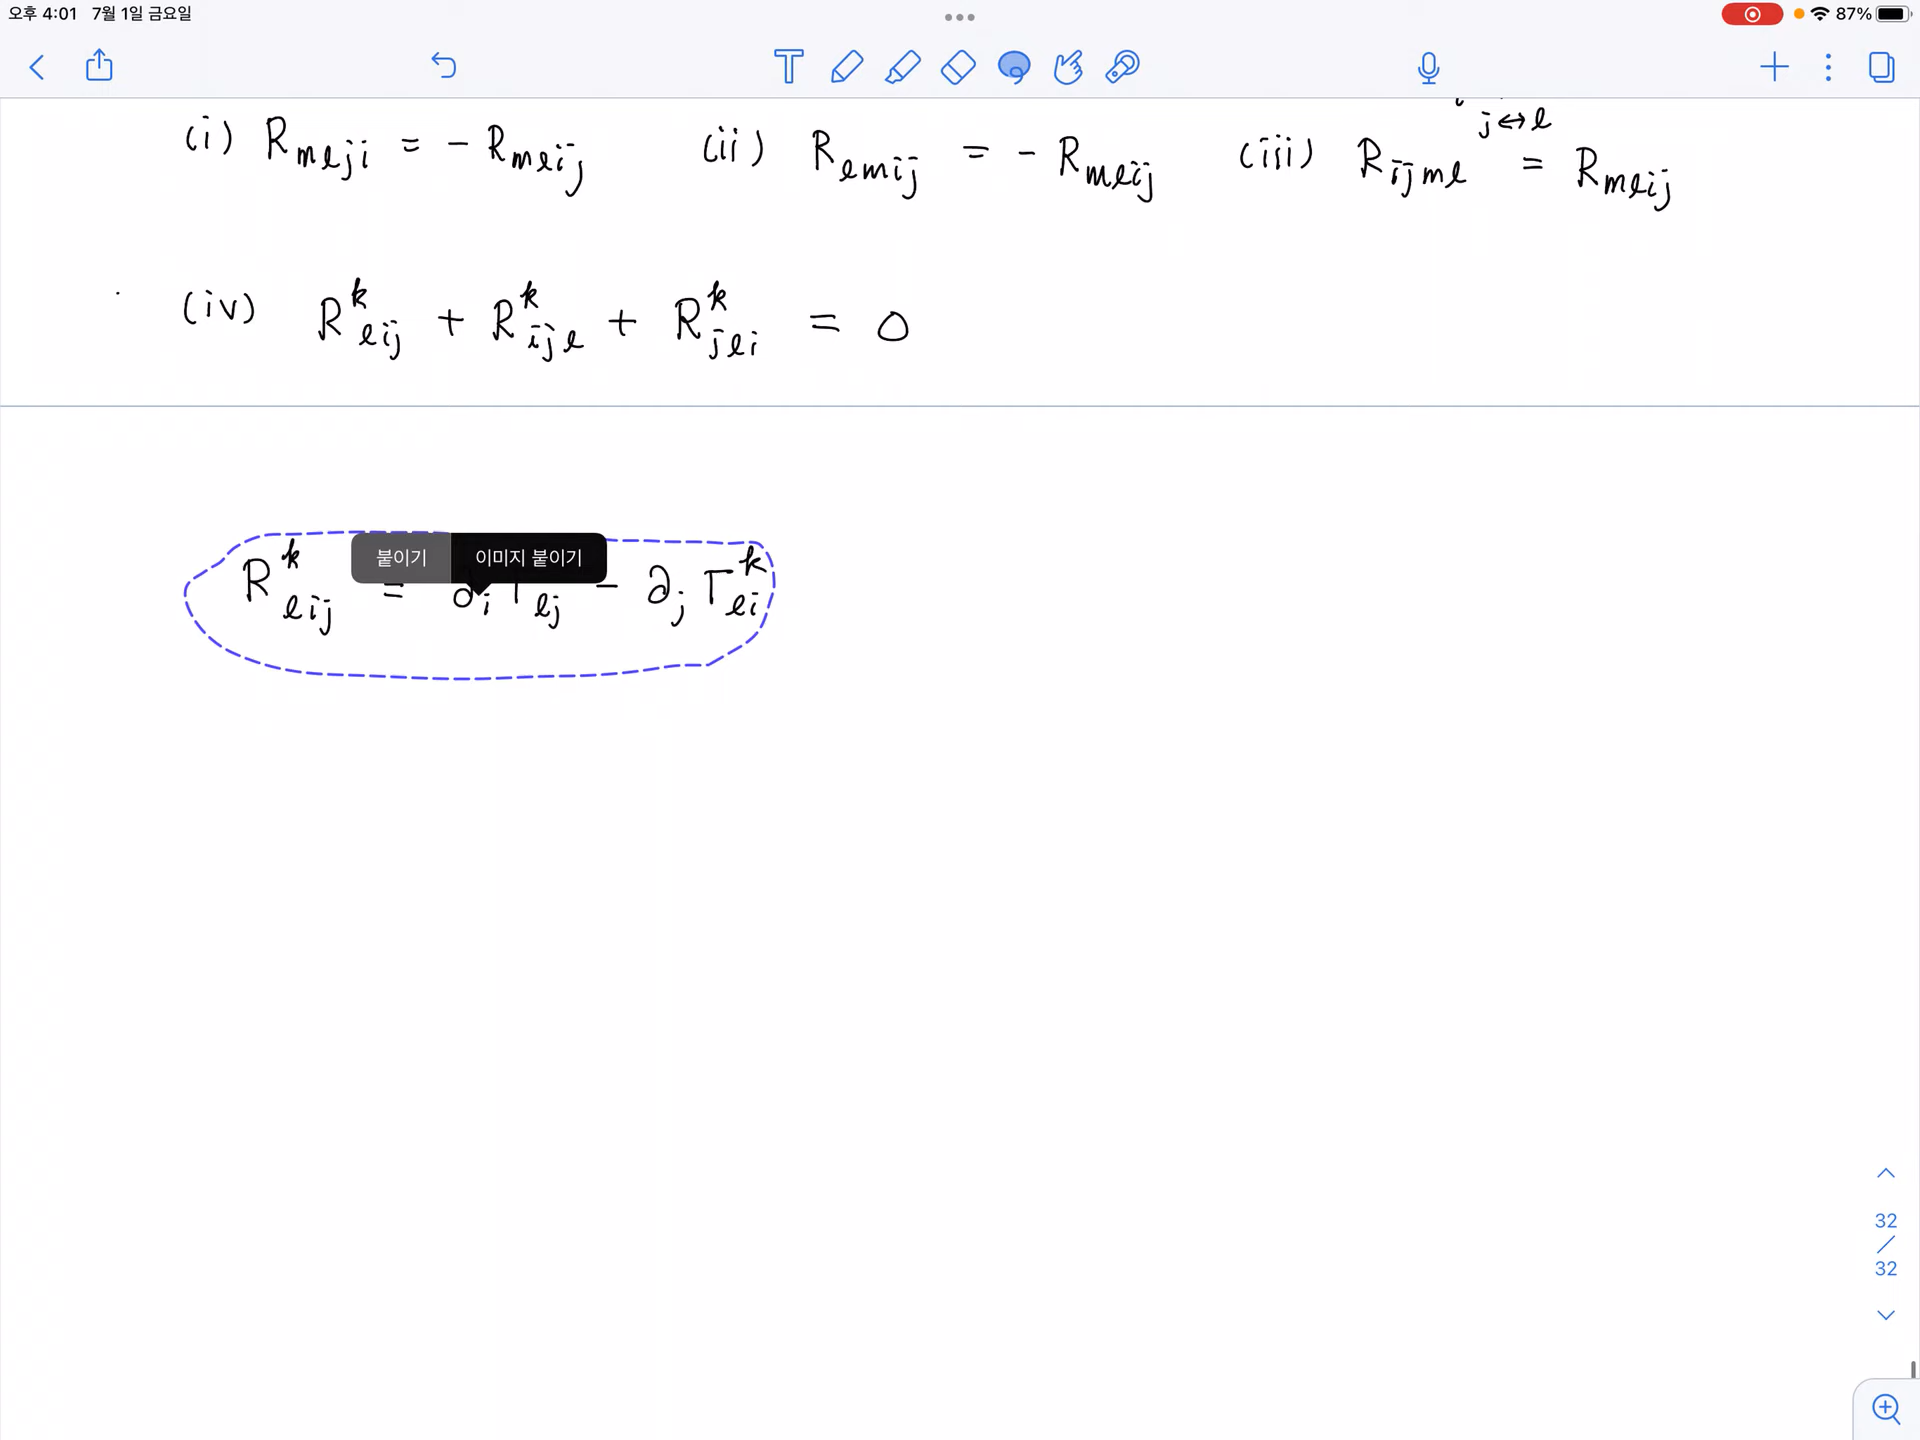 오후 4:01 7월 1일 금요일 87%
j↔l
(i) R_{mlji} = - R_{mlij} (ii) R_{lmij} = - R_{mlij} (iii) R_{ijml} = R_{mlij}
(iv) R^k_{lij} + R^k_{ijl} + R^k_{jli} = 0
붙이기 이미지 붙이기
R^k_{lij} = ∂_i Γ_{lj} - ∂_j Γ^k_{li}
32
/
32